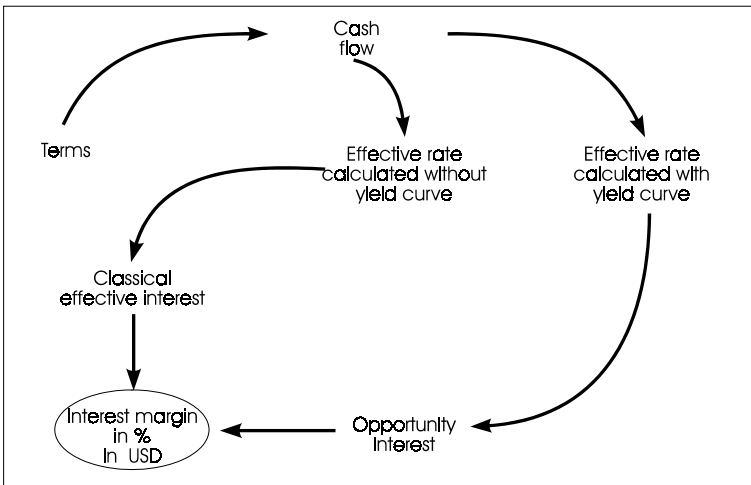 Cash
flow
Terms
Effective rate
calculated without
yield curve
Effective rate
calculated with
yield curve
Classical
effective interest
Interest margin
in %
In USD
Opportunity
Interest